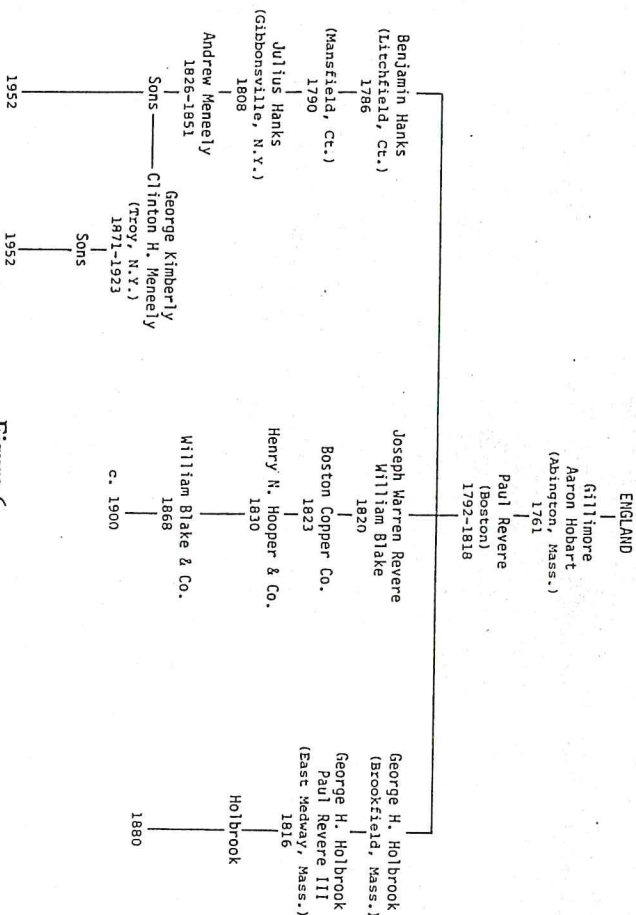 ENGLAND
Gillimore
Aaron Hobart
(Abington, Mass.)
1761
Paul Revere
(Boston)
1792-1818
Benjamin Hanks
(Litchfield, Ct.)
1786
(Mansfield, Ct.)
1790
Julius Hanks
(Gibbonsville, N.Y.)
1808
Andrew Meneely
1826-1851
Sons
George Kimberly
Clinton H. Meneely
(Troy, N.Y.)
1871-1923
Sons
1952
1952
Joseph Warren Revere
William Blake
1820
Boston Copper Co.
1823
Henry N. Hooper & Co.
1830
William Blake & Co.
1868
c. 1900
George H. Holbrook
(Brookfield, Mass.)
George H. Holbrook
Paul Revere III
(East Medway, Mass.)
1816
Holbrook
1880